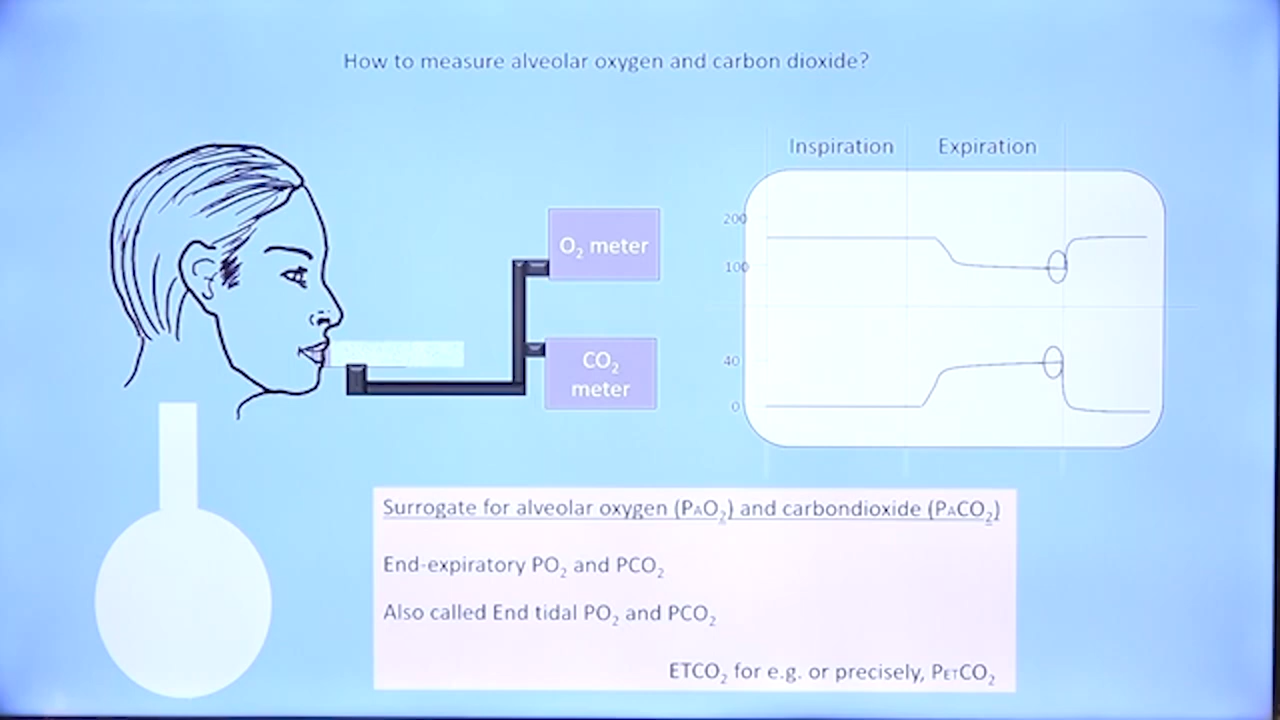 How to measure alveolar oxygen and carbon dioxide?
Inspiration
Expiration
O₂ meter
CO₂
meter
200
100
40
0
Surrogate for alveolar oxygen (PAO₂) and carbondioxide (PACO₂)
End-expiratory PO₂ and PCO₂
Also called End tidal PO₂ and PCO₂
ETCO₂ for e.g. or precisely, PETCO₂